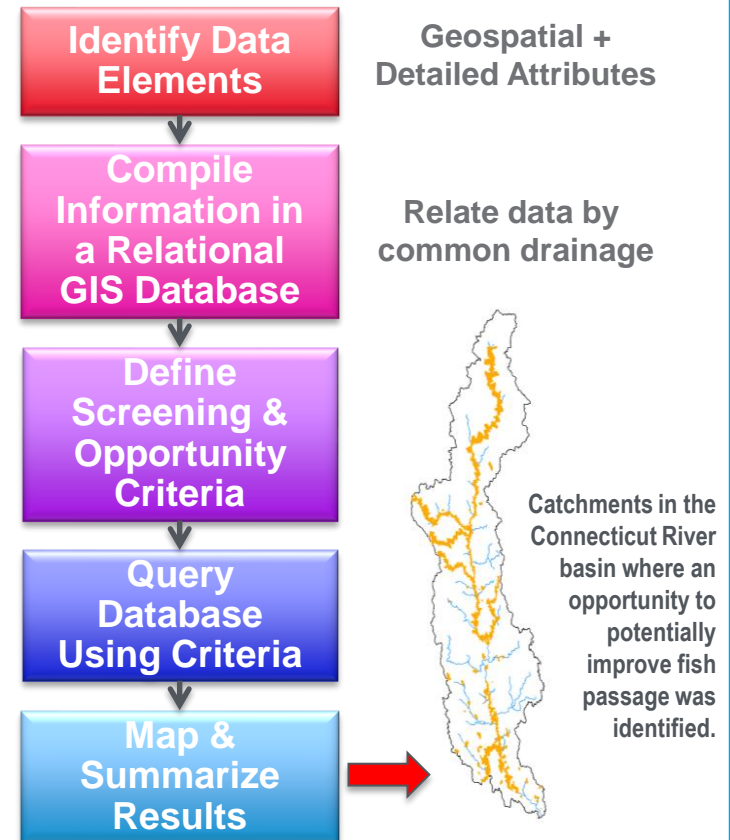 Identify Data
Elements
Geospatial +
Detailed Attributes
Compile
Information in
a Relational
GIS Database
Relate data by
common drainage
Define
Screening &
Opportunity
Criteria
Query
Database
Using Criteria
Map &
Summarize
Results
Catchments in the
Connecticut River
basin where an
opportunity to
potentially
improve fish
passage was
identified.